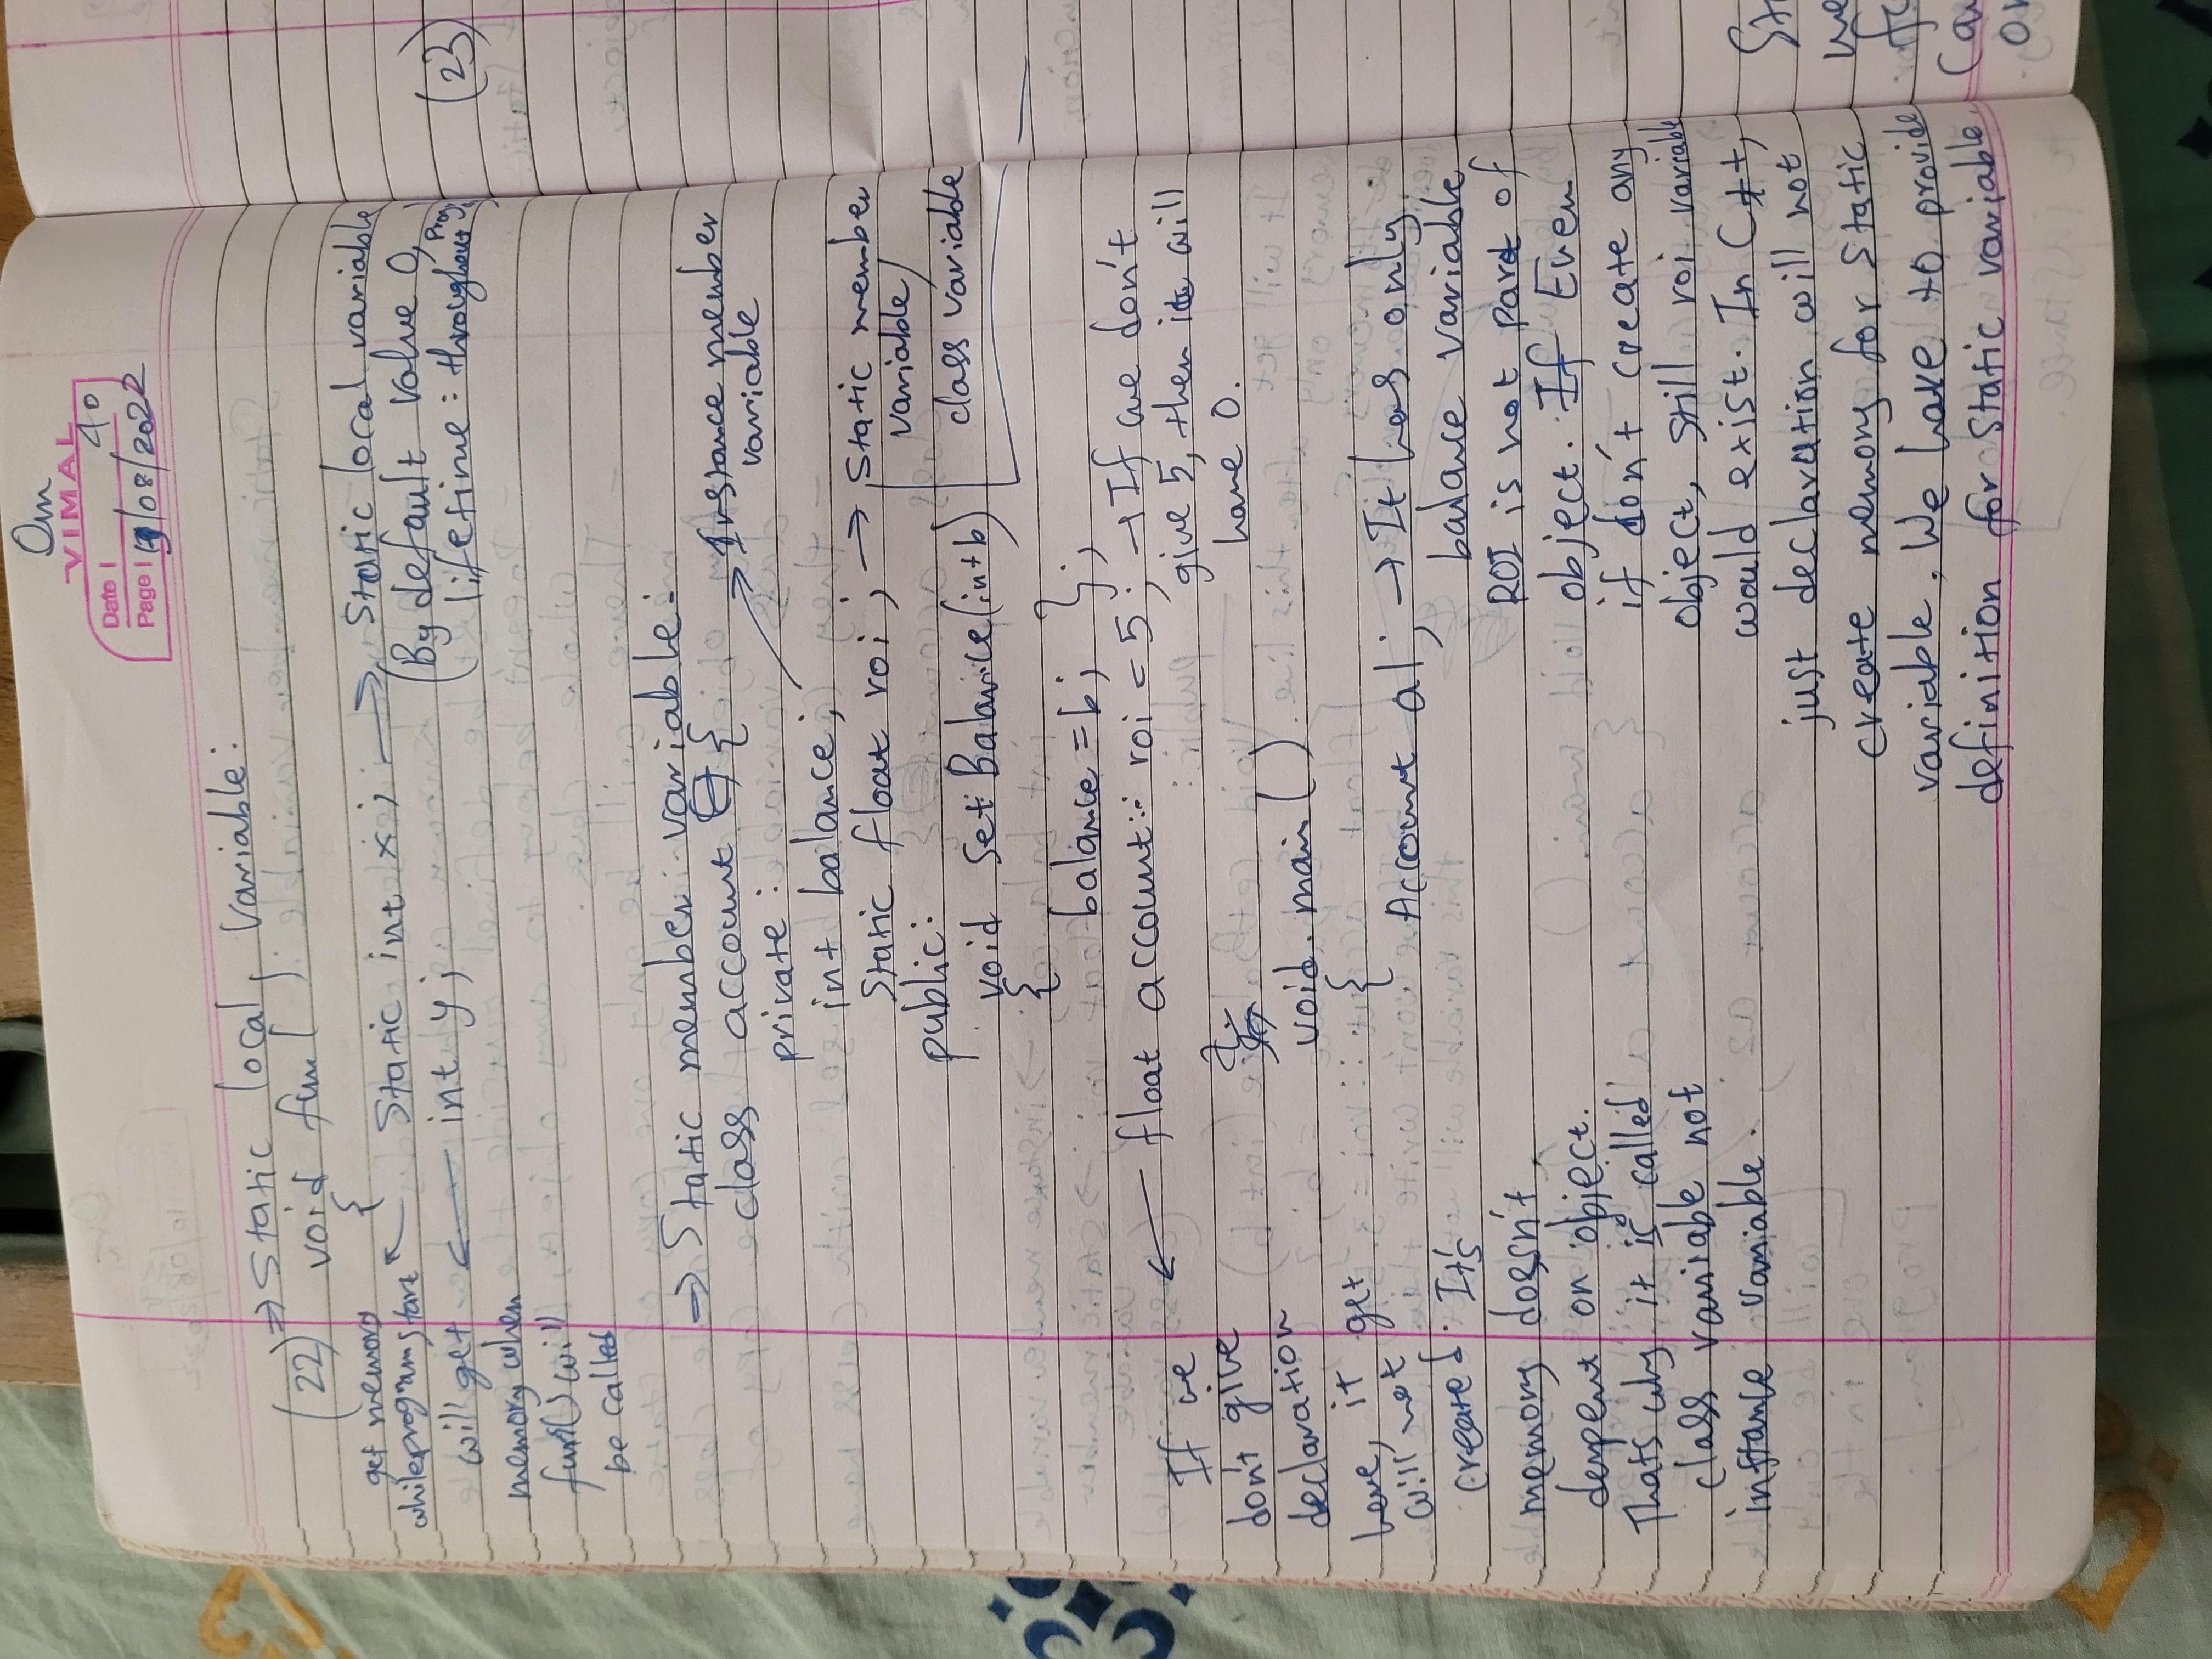 Om
VIMAL
Date | 40
Page | /08/2022
(22) ⇒ Static local Variable:
void fun()
{
Static int x; → Static local variable
(By default value 0,
lifetime: throughout prog.)
get memory
while program start
int y;
will get
memory when
fun() will
be called
⇒ Static member variable:
class account {
private:
int balance; → Instance member
variable
Static float roi; → Static member
variable/
class variable
public:
void setBalance(int b)
{
balance = b; };
float account:: roi = 5; → If we don't
give 5, then it will
have 0.
If we
don't give
declaration
here, it get
will not
created. It's
memory doesn't
denpent on object.
That's why it is called
class variable not
instance variable.
void main()
{
Account a1; → It has only
balance variable
ROI is not part of
object. If Even
if don't create any
object, still roi variable
would exist. In C++,
just declaration will not
create memory for static
variable. We have to provide
definition for static variable.
(23)